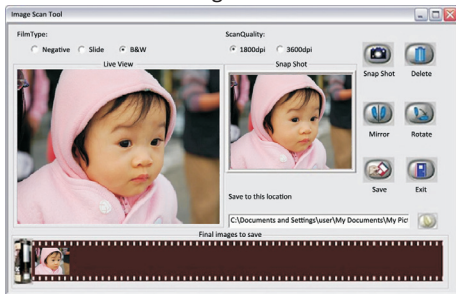 Image Scan Tool
FilmType:
Negative Slide B&W
ScanQuality:
1800dpi 3600dpi
Live View
Snap Shot
Snap Shot Delete
Mirror Rotate
Save Exit
Save to this location
C:\Documents and Settings\user\My Documents\My Pic
Final images to save